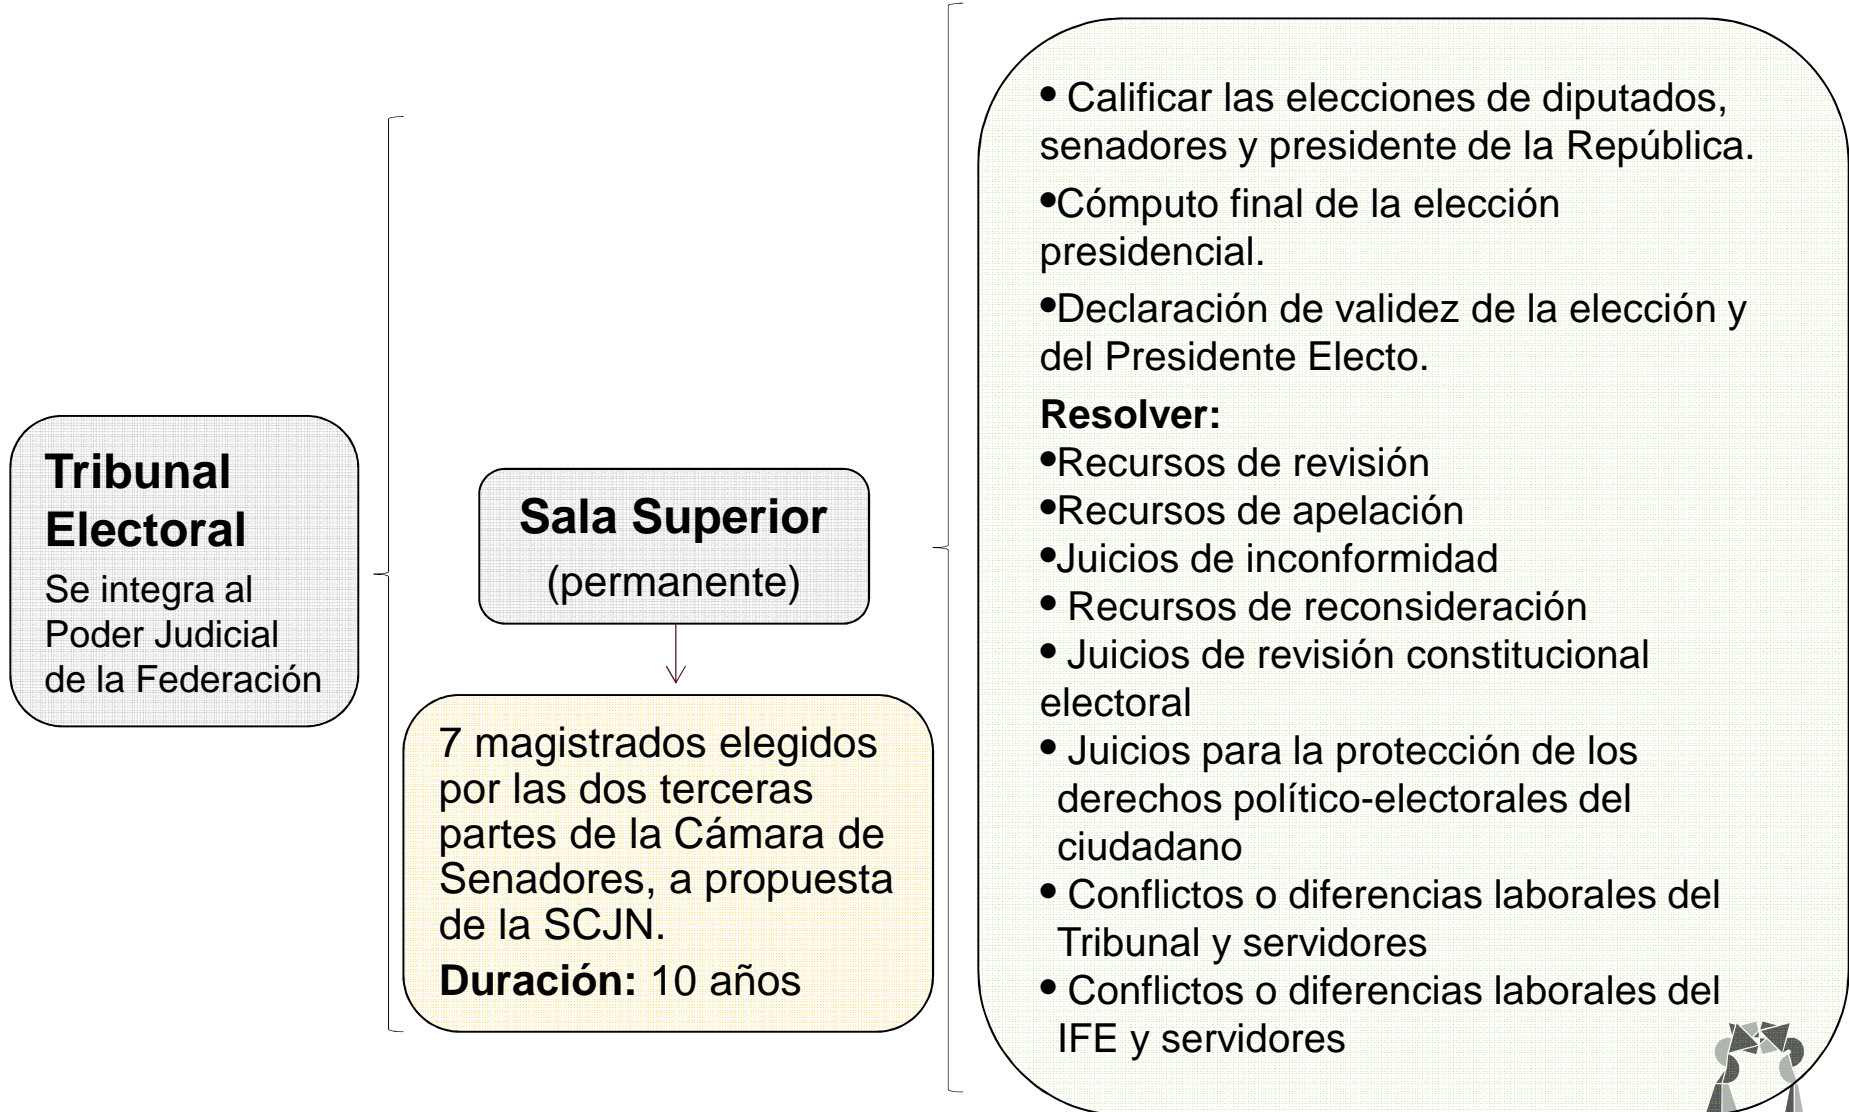 Tribunal
Electoral
Se integra al
Poder Judicial
de la Federación
Sala Superior
(permanente)
7 magistrados elegidos
por las dos terceras
partes de la Cámara de
Senadores, a propuesta
de la SCJN.
Duración: 10 años
• Calificar las elecciones de diputados,
senadores y presidente de la República.
•Cómputo final de la elección
presidencial.
•Declaración de validez de la elección y
del Presidente Electo.
Resolver:
•Recursos de revisión
•Recursos de apelación
•Juicios de inconformidad
• Recursos de reconsideración
• Juicios de revisión constitucional
electoral
• Juicios para la protección de los
derechos político-electorales del
ciudadano
• Conflictos o diferencias laborales del
Tribunal y servidores
• Conflictos o diferencias laborales del
IFE y servidores